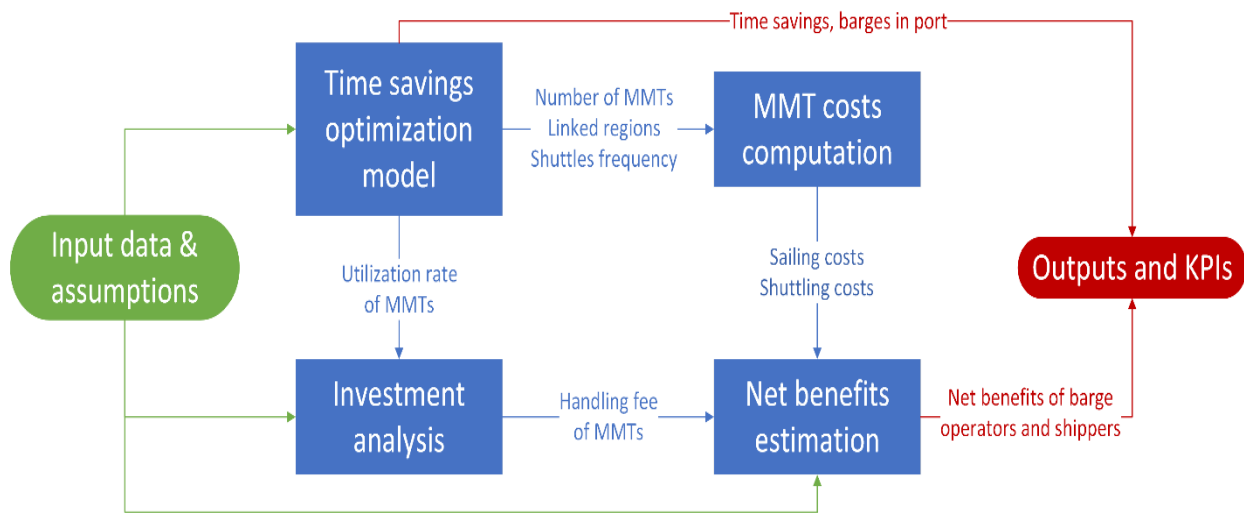 Time savings, barges in port
Time savings
optimization
model
Number of MMTs
Linked regions
Shuttles frequency
MMT costs
computation
Input data &
assumptions
Utilization rate
of MMTs
Sailing costs
Shuttling costs
Outputs and KPIs
Investment
analysis
Handling fee
of MMTs
Net benefits
estimation
Net benefits of barge
operators and shippers